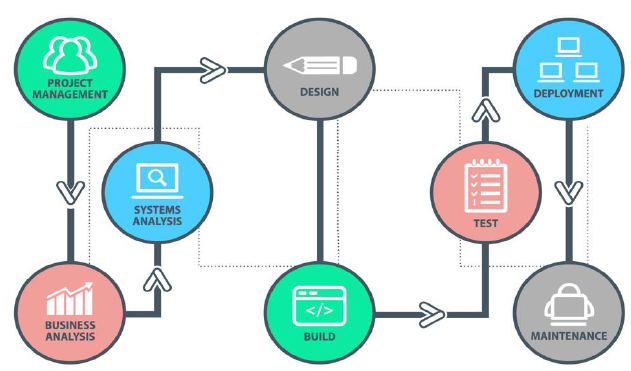 PROJECT
MANAGEMENT
BUSINESS
ANALYSIS
SYSTEMS
ANALYSIS
DESIGN
</>
BUILD
TEST
DEPLOYMENT
MAINTENANCE